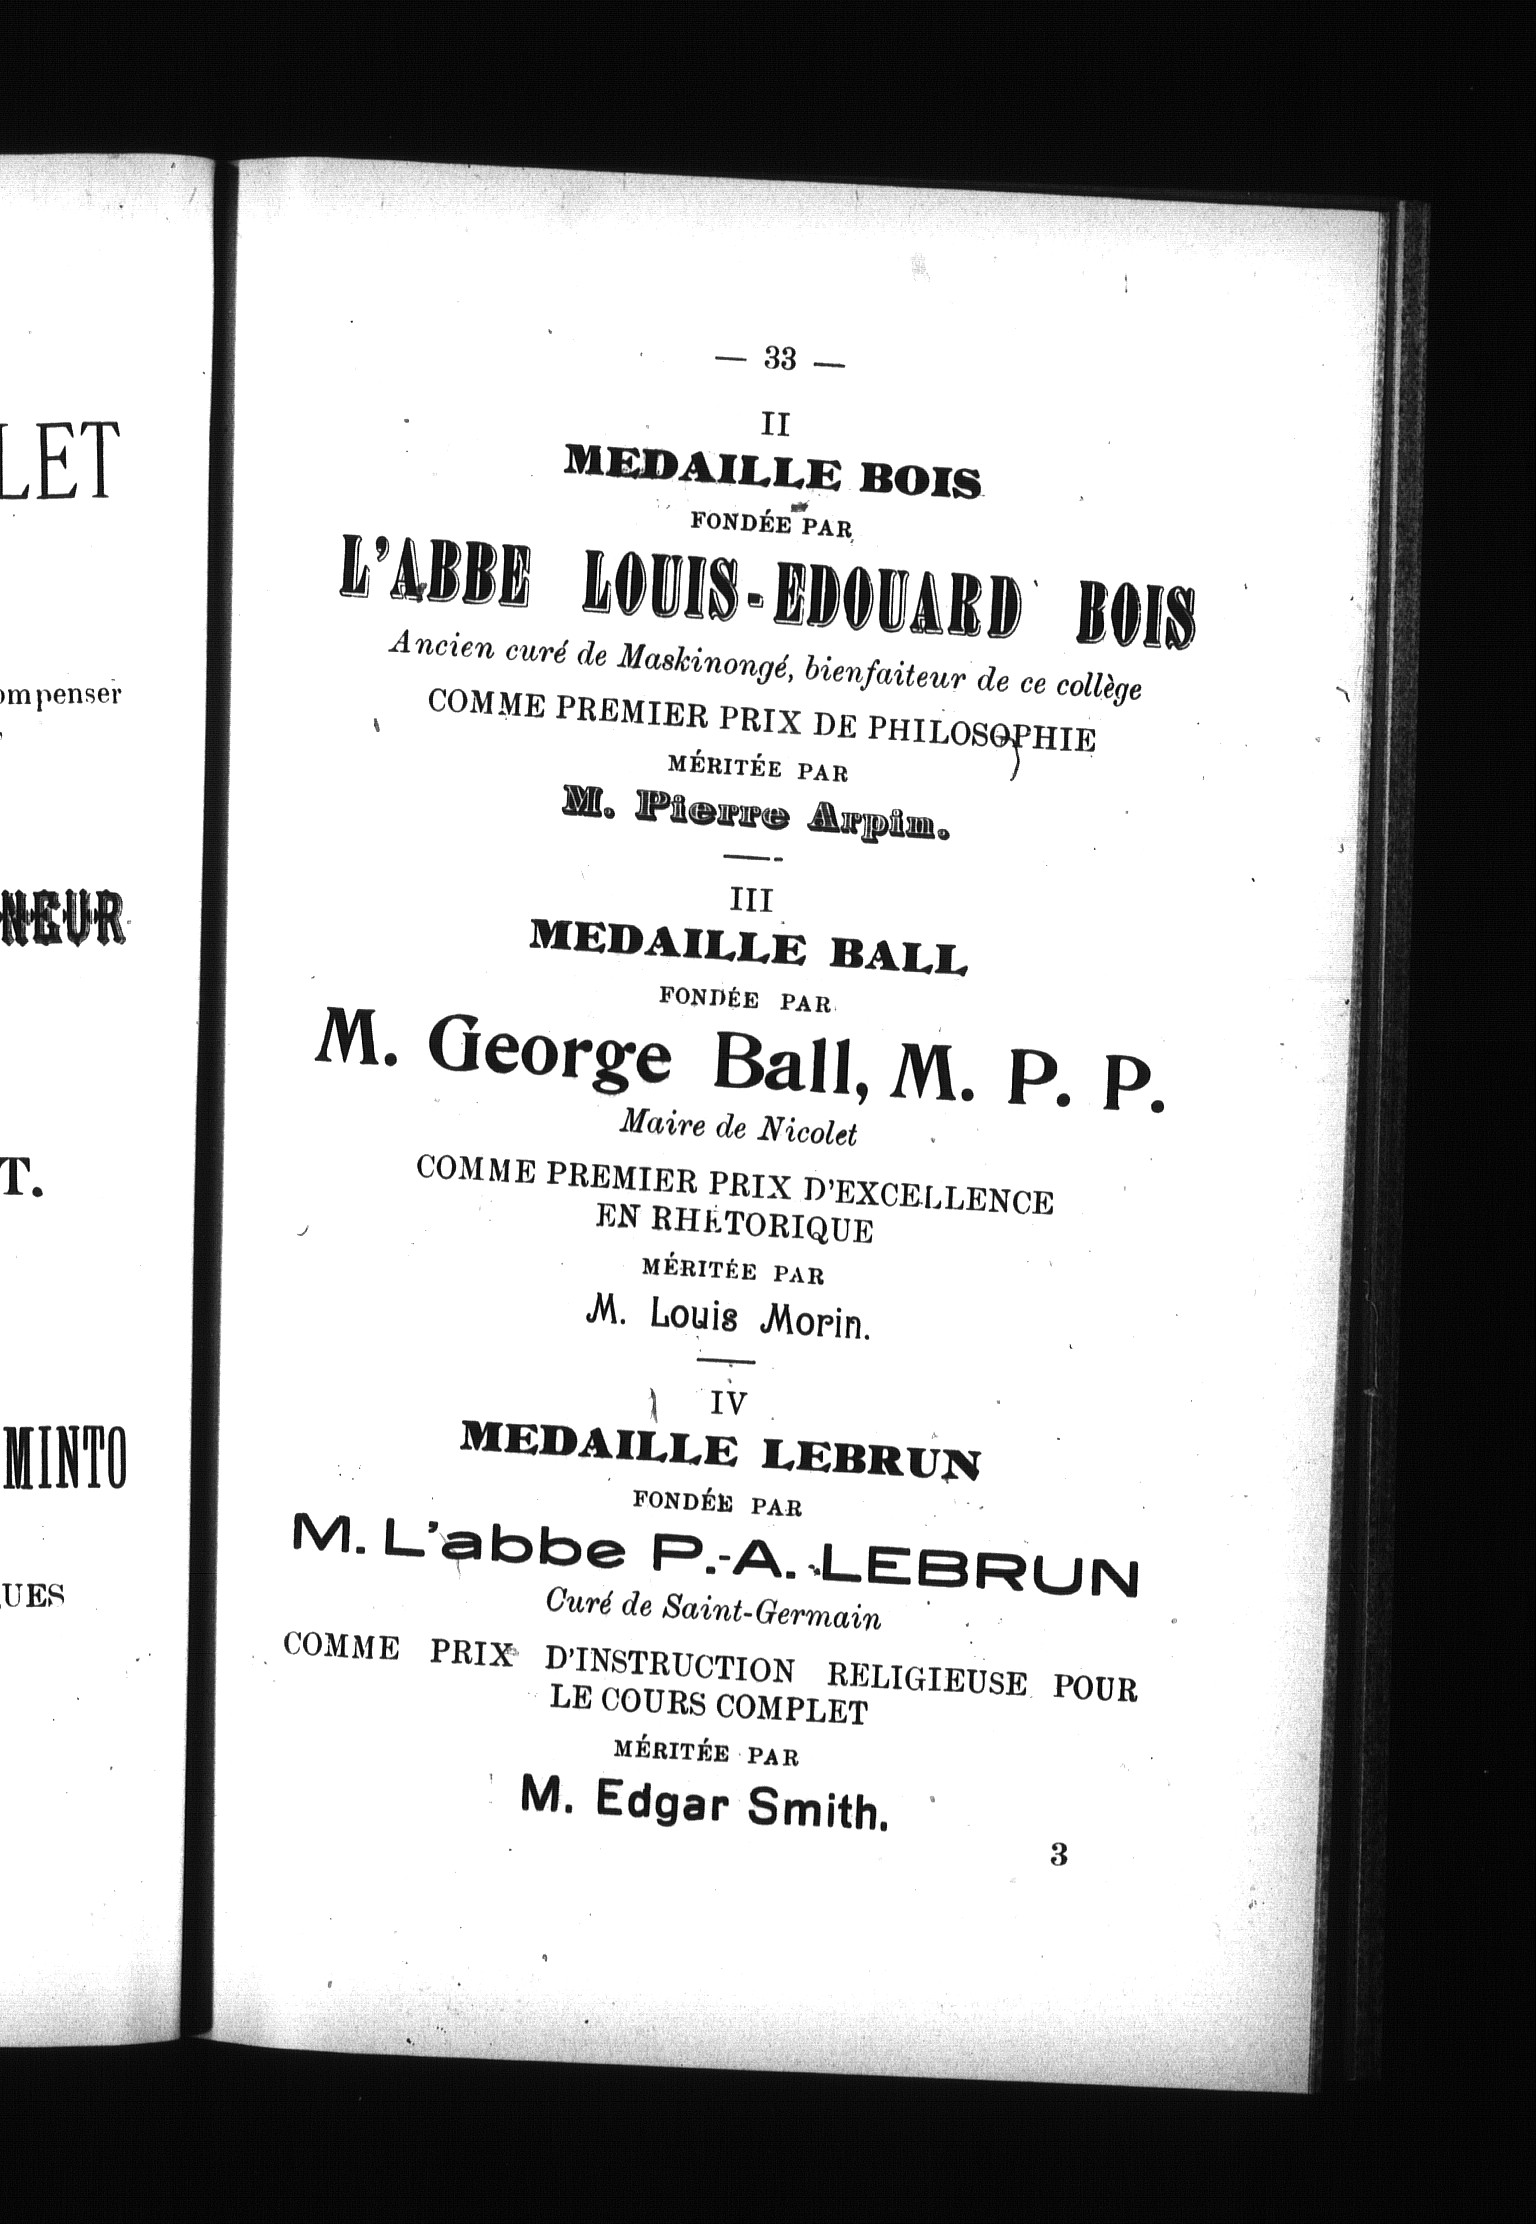 LET
ompenser
NEUR
T.
MINTO
UES
— 33 —
II
MEDAILLE BOIS
FONDÉE PAR
L'ABBE LOUIS-EDOUARD BOIS
Ancien curé de Maskinongé, bienfaiteur de ce collège
COMME PREMIER PRIX DE PHILOSOPHIE
MÉRITÉE PAR
M. Pierre Arpin.
III
MEDAILLE BALL
FONDÉE PAR
M. George Ball, M. P. P.
Maire de Nicolet
COMME PREMIER PRIX D'EXCELLENCE
EN RHÉTORIQUE
MÉRITÉE PAR
M. Louis Morin.
IV
MEDAILLE LEBRUN
FONDÉE PAR
M. L'abbe P.-A. LEBRUN
Curé de Saint-Germain
COMME PRIX D'INSTRUCTION RELIGIEUSE POUR
LE COURS COMPLET
MÉRITÉE PAR
M. Edgar Smith.
3